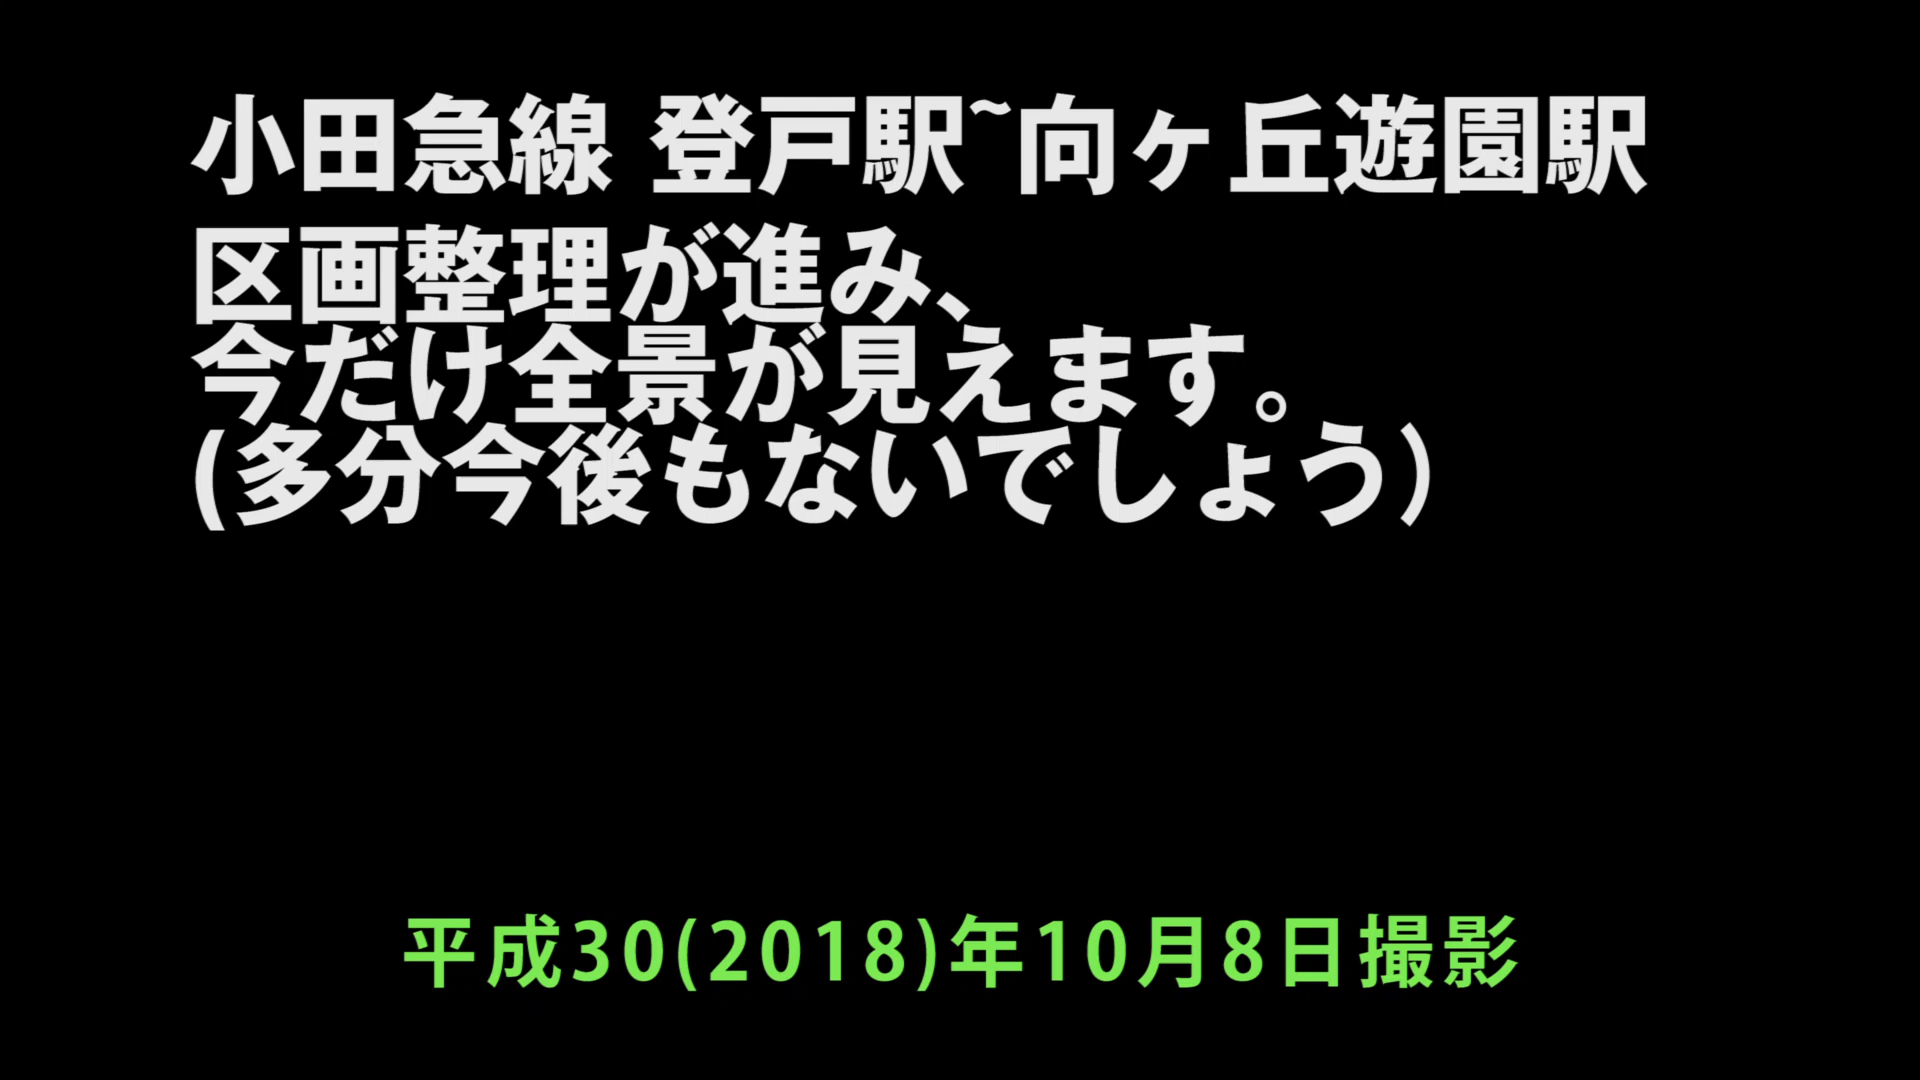 小田急線 登戸駅~向ヶ丘遊園駅
区画整理が進み、
今だけ全景が見えます。
(多分今後もないでしょう)
平成30(2018)年10月8日撮影